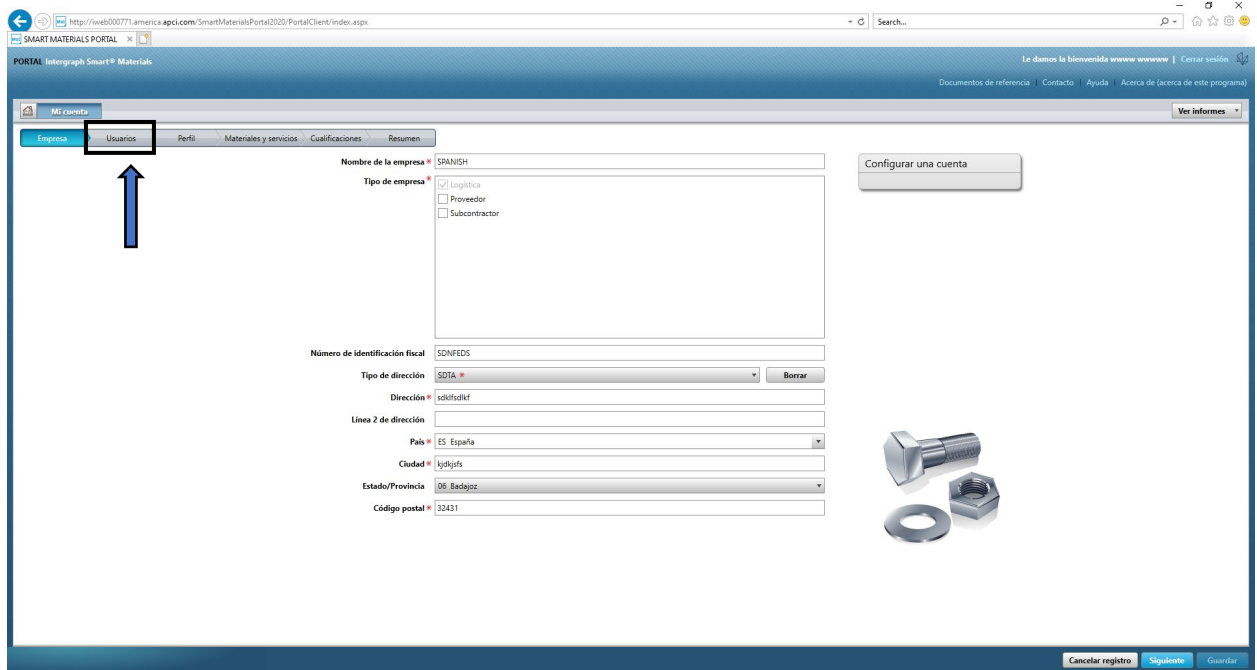 http://iweb000771.america.apci.com/SmartMaterialsPortal2020/PortalClient/index.aspx
Search...
SMART MATERIALS PORTAL
PORTAL Intergraph Smart® Materials
Le damos la bienvenida wwww wwwww | Cerrar sesión
Documentos de referencia | Contacto | Ayuda | Acerca de (acerca de este programa)
Mi cuenta
Ver informes
Empresa Usuarios Perfil Materiales y servicios Cualificaciones Resumen
Nombre de la empresa * SPANISH
Configurar una cuenta
Tipo de empresa *
Logística
Proveedor
Subcontractor
Número de identificación fiscal SDNFEDS
Tipo de dirección SDTA * Borrar
Dirección * sdklfsdlkf
Línea 2 de dirección
País * ES España
Ciudad * kjdkjsfs
Estado/Provincia 06 Badajoz
Código postal * 32431
Cancelar registro Siguiente Guardar